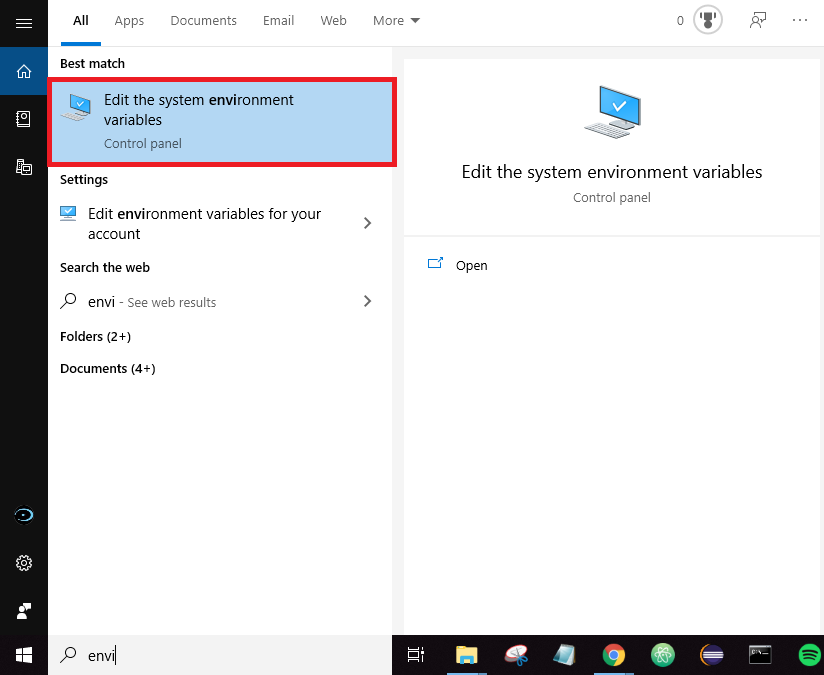 All Apps Documents Email Web More 0
Best match
Edit the system environment
variables
Control panel
Settings
Edit environment variables for your
account
Search the web
envi - See web results
Folders (2+)
Documents (4+)
Edit the system environment variables
Control panel
Open
envi